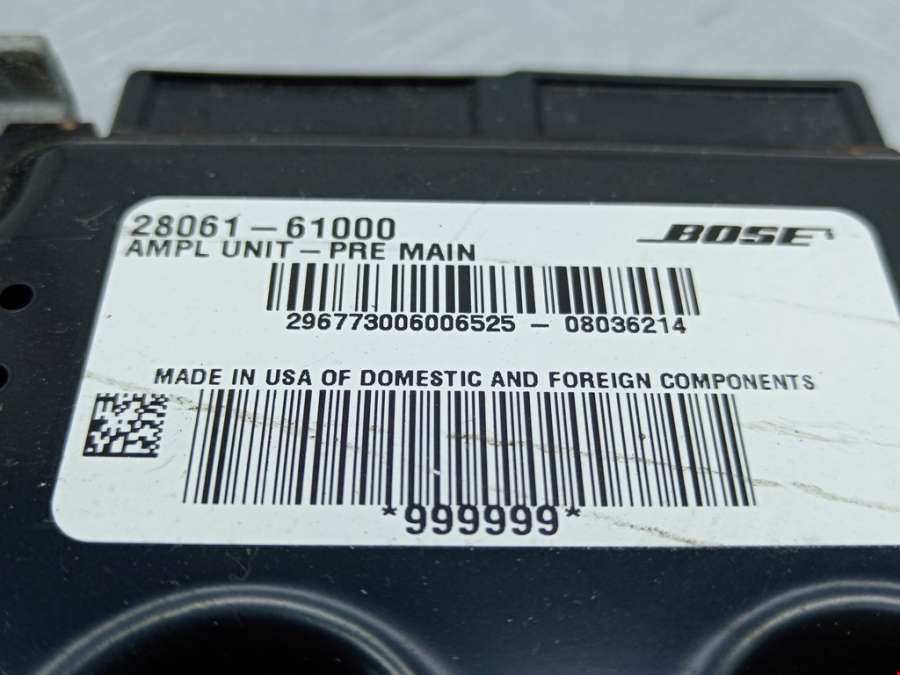 28061-61000
BOSE
AMPL UNIT-PRE MAIN
296773006006525 - 08036214
MADE IN USA OF DOMESTIC AND FOREIGN COMPONENTS
*999999*